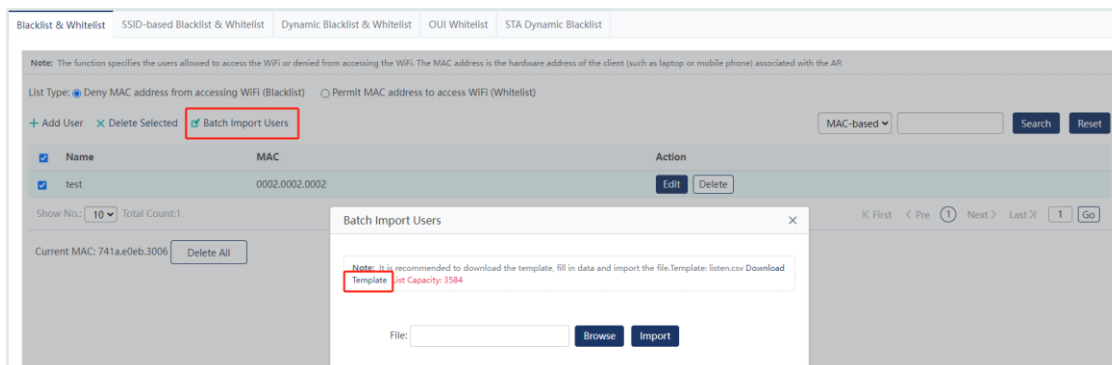 Blacklist & Whitelist SSID-based Blacklist & Whitelist Dynamic Blacklist & Whitelist OUI Whitelist STA Dynamic Blacklist
Note: The function specifies the users allowed to access the WiFi or denied from accessing the WiFi. The MAC address is the hardware address of the client (such as laptop or mobile phone) associated with the AP.
List Type: Deny MAC address from accessing WiFi (Blacklist) Permit MAC address to access WiFi (Whitelist)
+ Add User X Delete Selected Batch Import Users MAC-based Search Reset
Name MAC Action
test 0002.0002.0002 Edit Delete
Show No.: 10 Total Count:1 K First < Pre 1 Next > Last > 1 Go
Current MAC: 741a.e0eb.3006 Delete All
Batch Import Users ×
Note: It is recommended to download the template, fill in data and import the file.Template: listen.csv Download
Template List Capacity: 3584
File: Browse Import